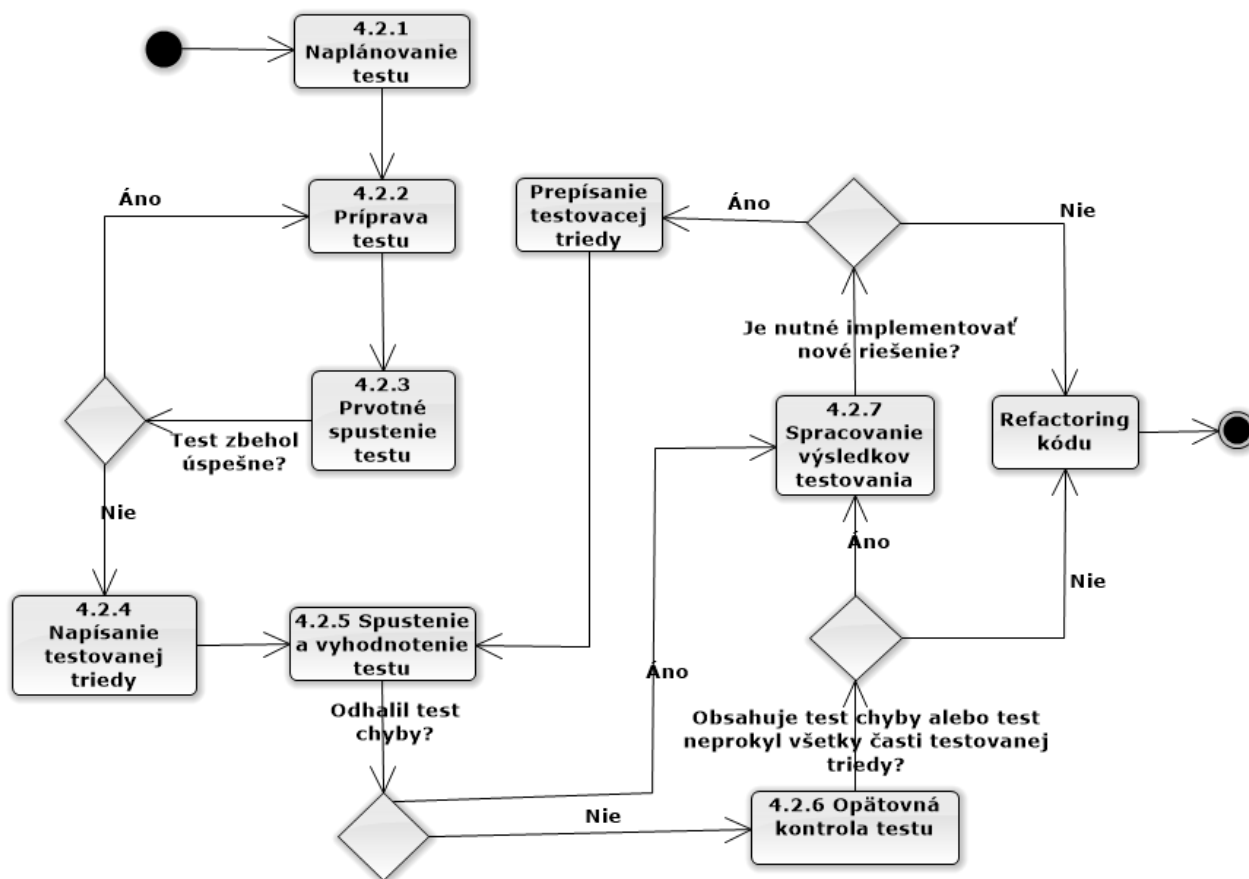 4.2.1
Naplánovanie
testu
Áno
4.2.2
Príprava
testu
Prepísanie
testovacej
triedy
Áno
Nie
Je nutné implementovať
nové riešenie?
4.2.3
Prvotné
spustenie
testu
Test zbehol
úspešne?
4.2.7
Spracovanie
výsledkov
testovania
Refactoring
kódu
Nie
Áno
Nie
4.2.4
Napísanie
testovanej
triedy
4.2.5 Spustenie
a vyhodnotenie
testu
Áno
Odhalil test
chyby?
Obsahuje test chyby alebo test
neprokyl všetky časti testovanej
triedy?
Nie
4.2.6 Opätovná
kontrola testu